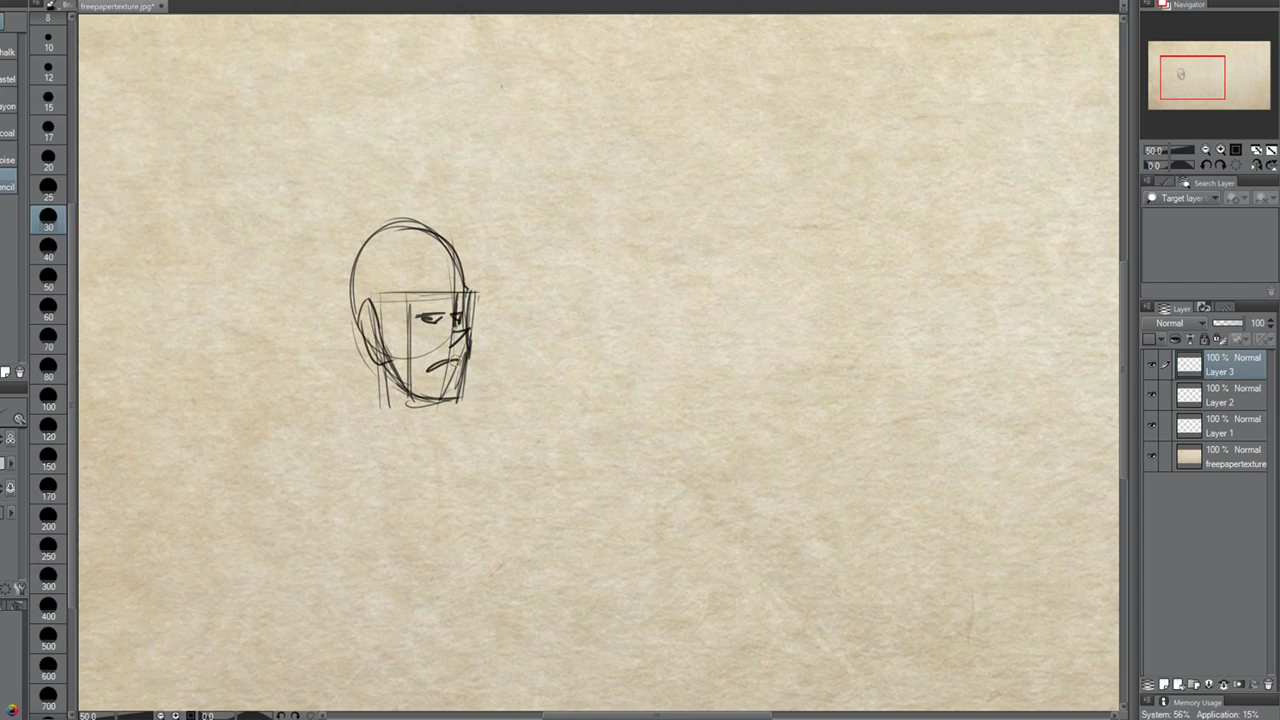 freepapertexture.jpg*
Navigator
8
10
12
15
17
20
25
30
40
50
60
70
80
100
120
150
170
200
250
300
400
500
600
700
halk
astel
ayon
coal
oise
encil
50.0
0.0
Search Layer
Target layer
Layer
Normal
100
100 % Normal
Layer 3
100 % Normal
Layer 2
100 % Normal
Layer 1
100 % Normal
freepapertexture
Memory Usage
System: 56% Application: 15%
50.0
0.0